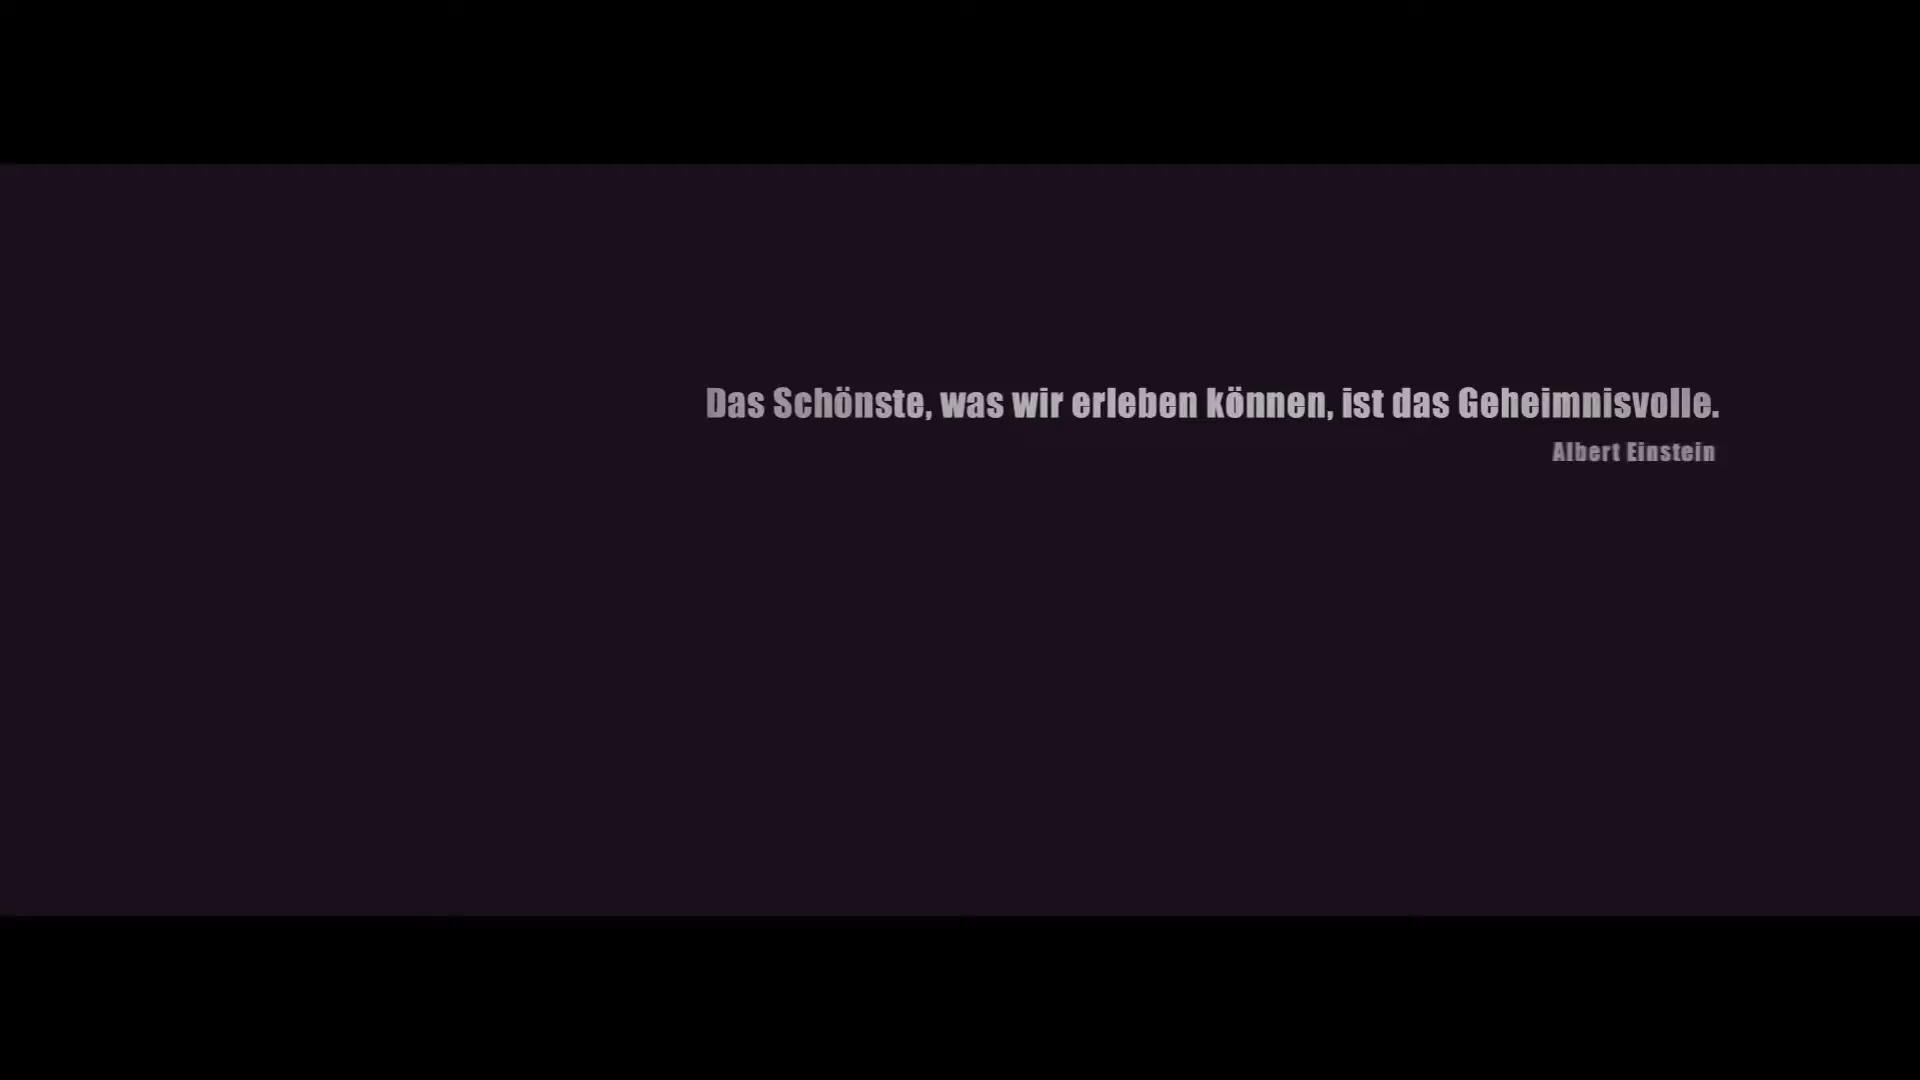 Das Schönste, was wir erleben können, ist das Geheimnisvolle.
Albert Einstein